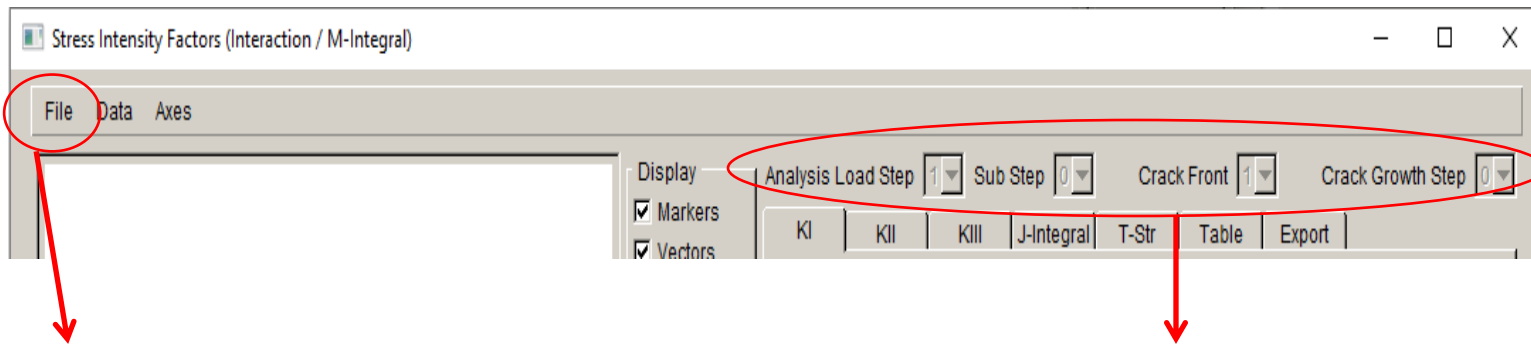 Stress Intensity Factors (Interaction / M-Integral)
File Data Axes
Display
Analysis Load Step 1 Sub Step 0 Crack Front 1 Crack Growth Step 0
Markers
KI KII KIII J-Integral T-Str Table Export
Vectors